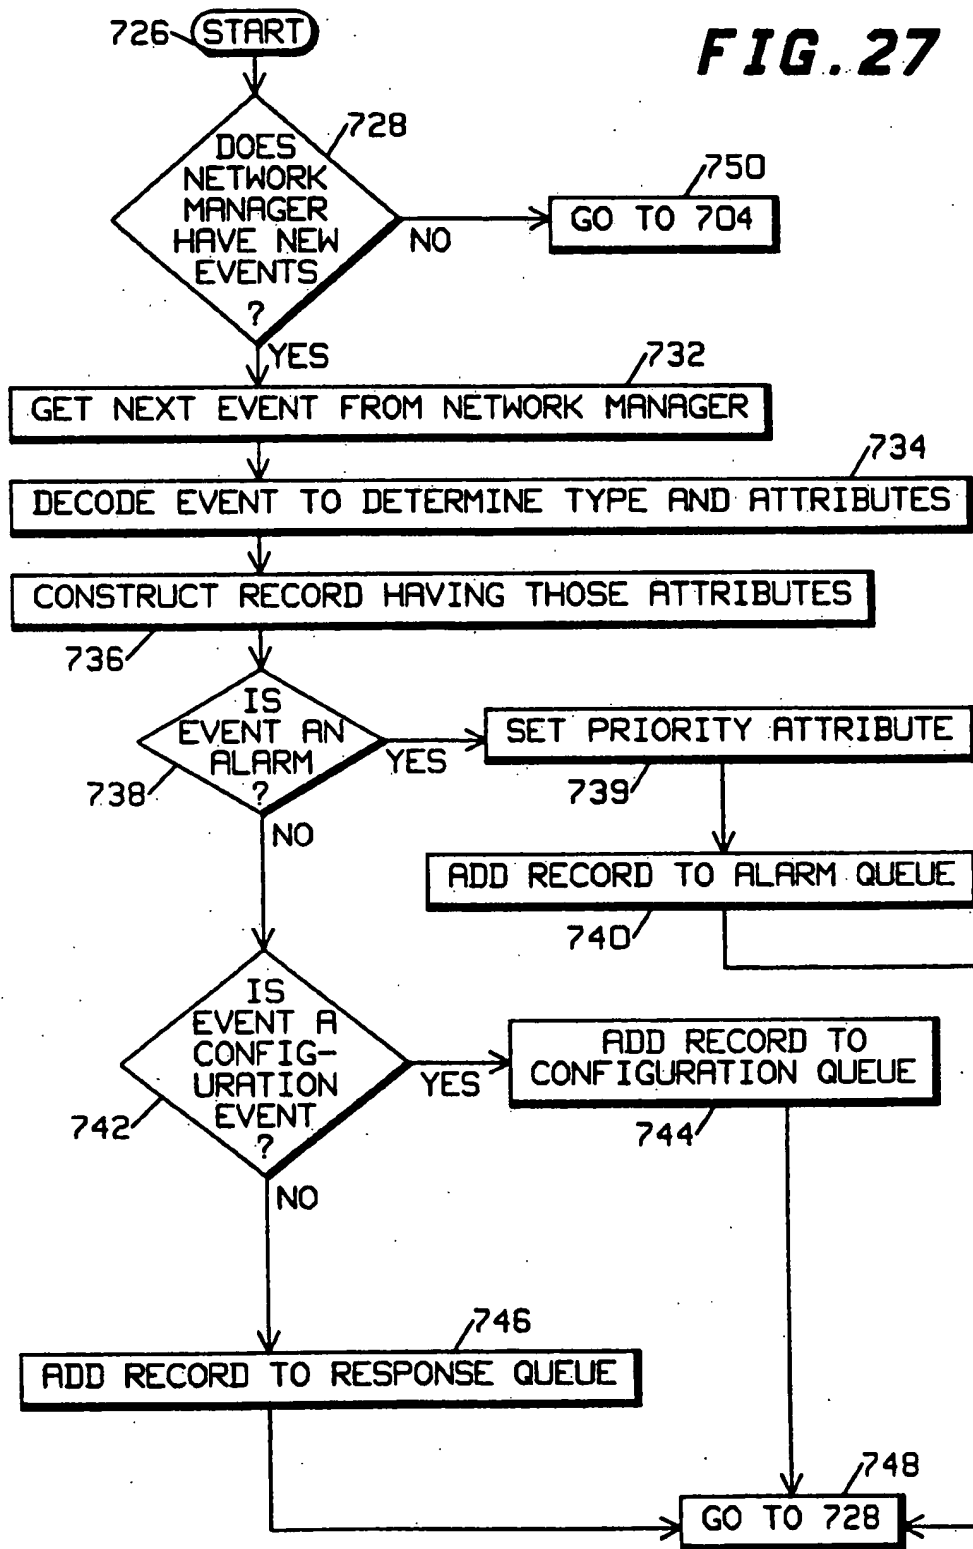 FIG. 27
726
START
728
DOES
NETWORK
MANAGER
HAVE NEW
EVENTS
?
NO
750
GO TO 704
YES
732
GET NEXT EVENT FROM NETWORK MANAGER
734
DECODE EVENT TO DETERMINE TYPE AND ATTRIBUTES
CONSTRUCT RECORD HAVING THOSE ATTRIBUTES
736
IS
EVENT AN
ALARM
?
738
YES
SET PRIORITY ATTRIBUTE
739
NO
ADD RECORD TO ALARM QUEUE
740
IS
EVENT A
CONFIG-
URATION
EVENT
?
742
YES
ADD RECORD TO
CONFIGURATION QUEUE
744
NO
746
ADD RECORD TO RESPONSE QUEUE
748
GO TO 728